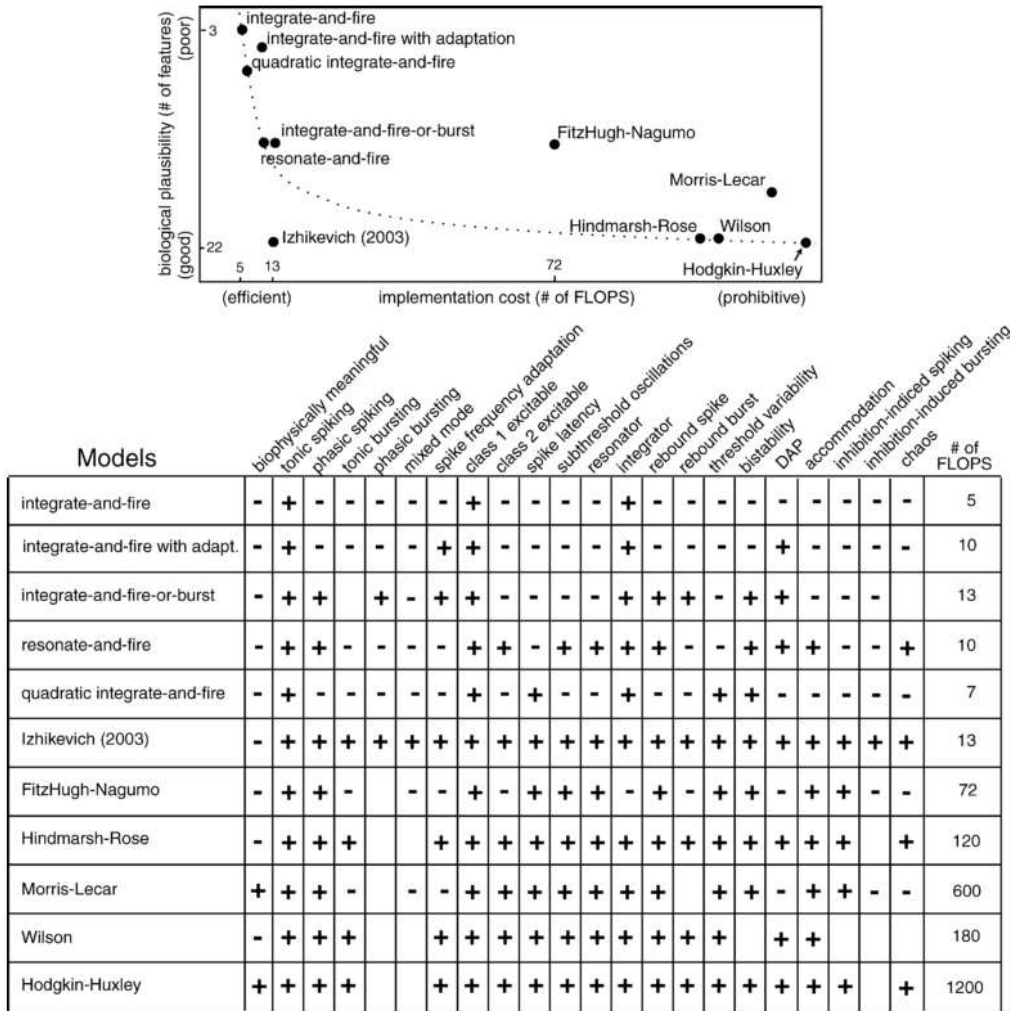 integrate-and-fire
integrate-and-fire with adaptation
quadratic integrate-and-fire
integrate-and-fire-or-burst
resonate-and-fire
FitzHugh-Nagumo
Morris-Lecar
Izhikevich (2003)
Hindmarsh-Rose
Wilson
Hodgkin-Huxley
biological plausibility (# of features)
(good)
(poor)
3
22
5
13
72
(efficient)
implementation cost (# of FLOPS)
(prohibitive)
Models
biophysically meaningful
tonic spiking
phasic spiking
tonic bursting
phasic bursting
mixed mode
spike frequency adaptation
class 1 excitable
class 2 excitable
spike latency
subthreshold oscillations
resonator
integrator
rebound spike
rebound burst
threshold variability
bistability
DAP
accommodation
inhibition-indiced spiking
inhibition-induced bursting
chaos
# of
FLOPS
integrate-and-fire - + - - - - - + - - - - + - - - - - - - - - 5
integrate-and-fire with adapt. - + - - - - + + - - - - + - - - - + - - - - 10
integrate-and-fire-or-burst - + + + - + + - - - - + + + - + + - - - 13
resonate-and-fire - + + - - - - + + - + + + + - - + + + - - + 10
quadratic integrate-and-fire - + - - - - - + - + - - + - - + + - - - - - 7
Izhikevich (2003) - + + + + + + + + + + + + + + + + + + + + + 13
FitzHugh-Nagumo - + + - - - + - + + + - + - + + - + + - - 72
Hindmarsh-Rose - + + + + + + + + + + + + + + + + + + 120
Morris-Lecar + + + - - - + + + + + + + + + - + + - - 600
Wilson - + + + + + + + + + + + + + + + 180
Hodgkin-Huxley + + + + + + + + + + + + + + + + + + + 1200